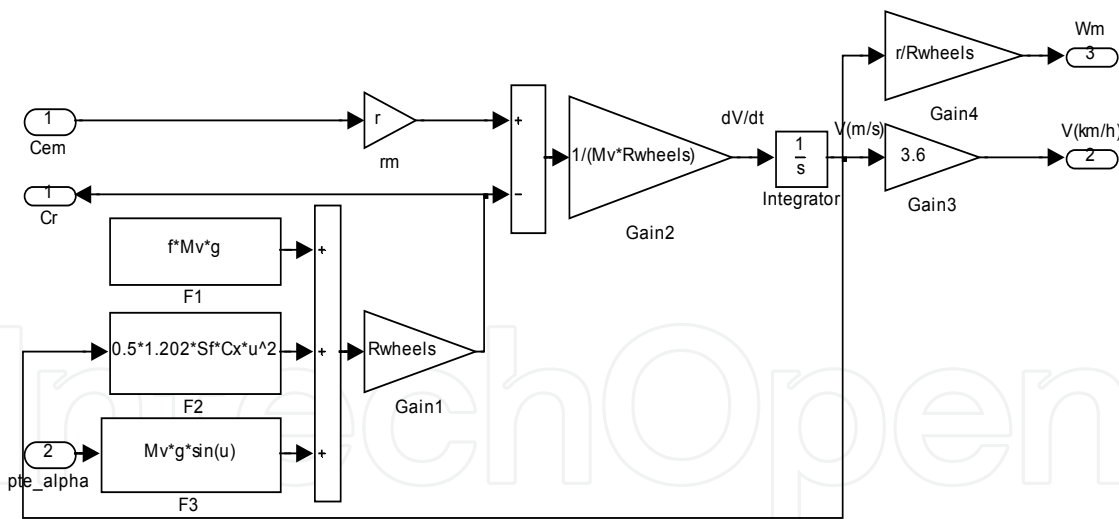 1
Cem
r
rm
+
−
1/(Mv*Rwheels)
Gain2
dV/dt
1
s
Integrator
V(m/s)
r/Rwheels
Gain4
Wm
3
3.6
Gain3
V(km/h)
2
1
Cr
f*Mv*g
F1
+
0.5*1.202*Sf*Cx*u^2
F2
+
Rwheels
Gain1
2
pte_alpha
Mv*g*sin(u)
F3
+
IntechOpen